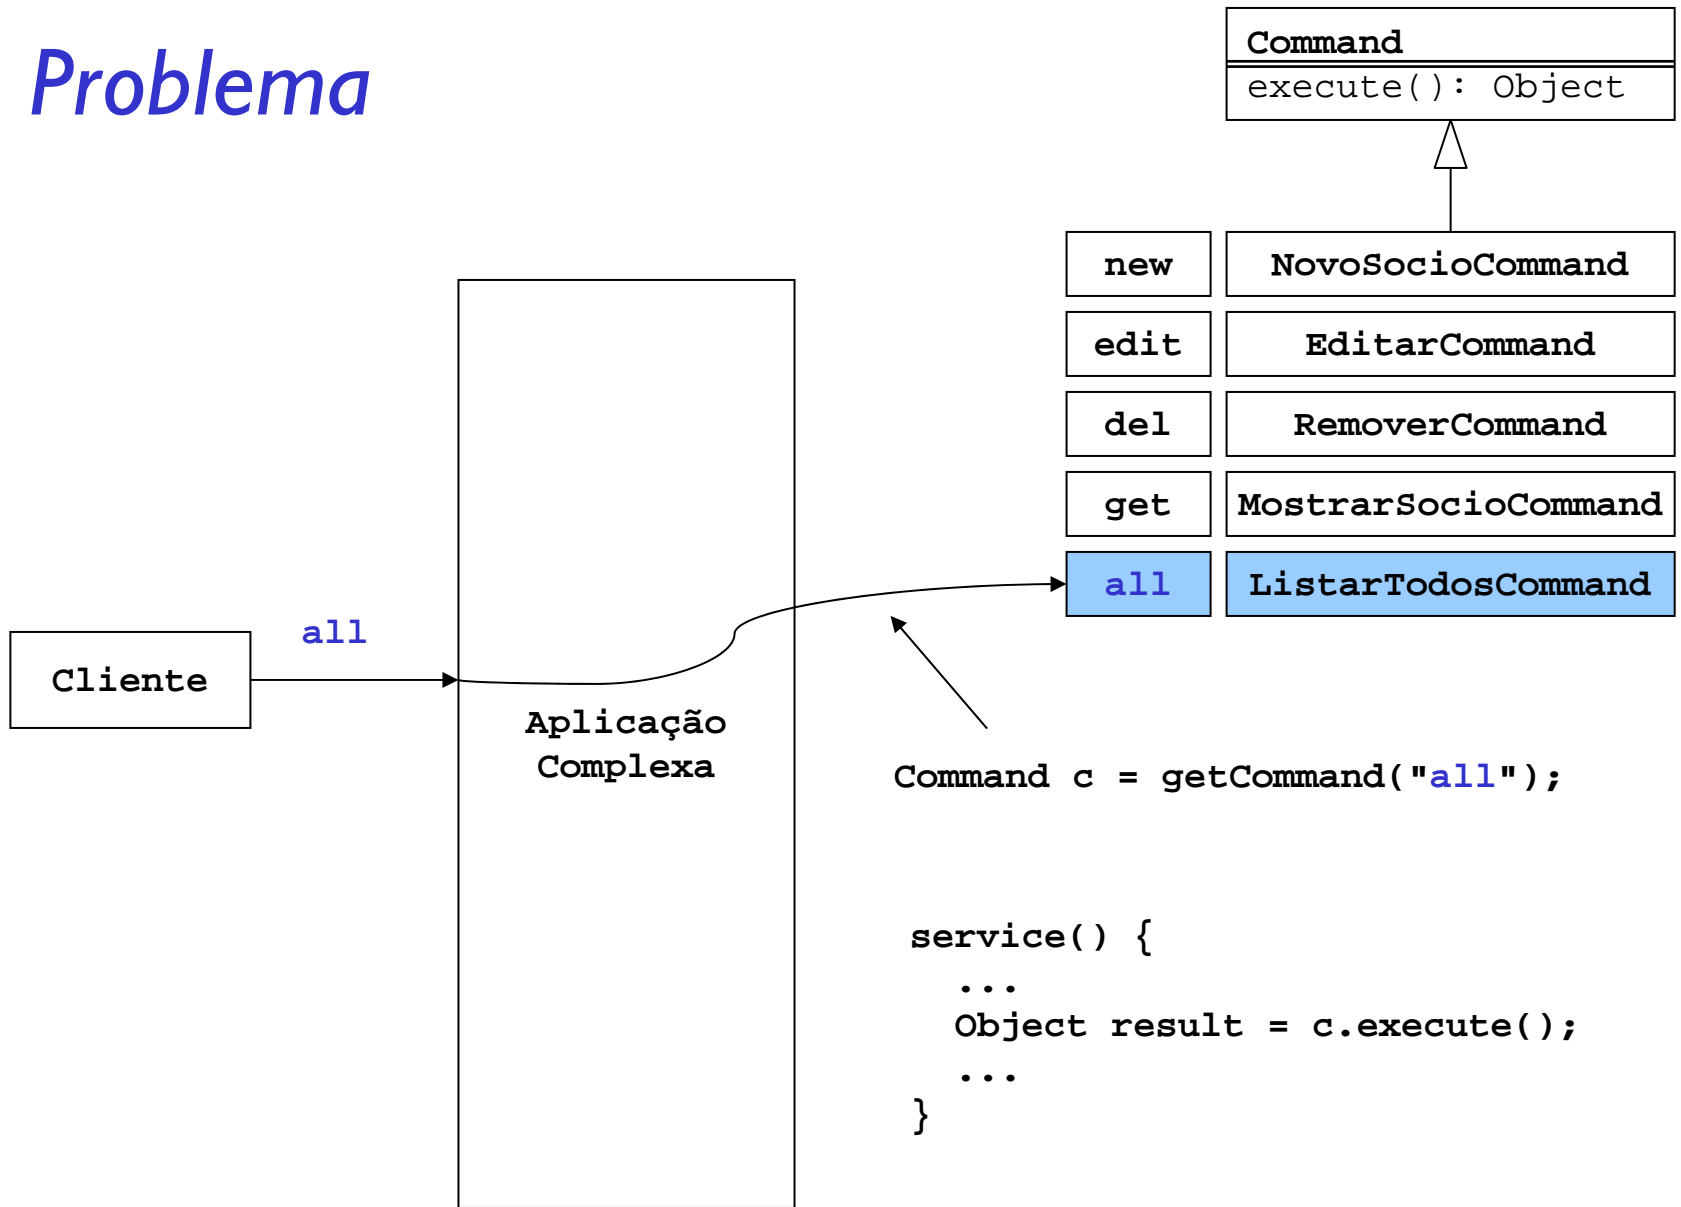 Problema
Command
execute(): Object
new NovoSocioCommand
edit EditarCommand
del RemoverCommand
get MostrarSocioCommand
all ListarTodosCommand
all
Cliente
Aplicação
Complexa
Command c = getCommand("all");
service() {
...
Object result = c.execute();
...
}